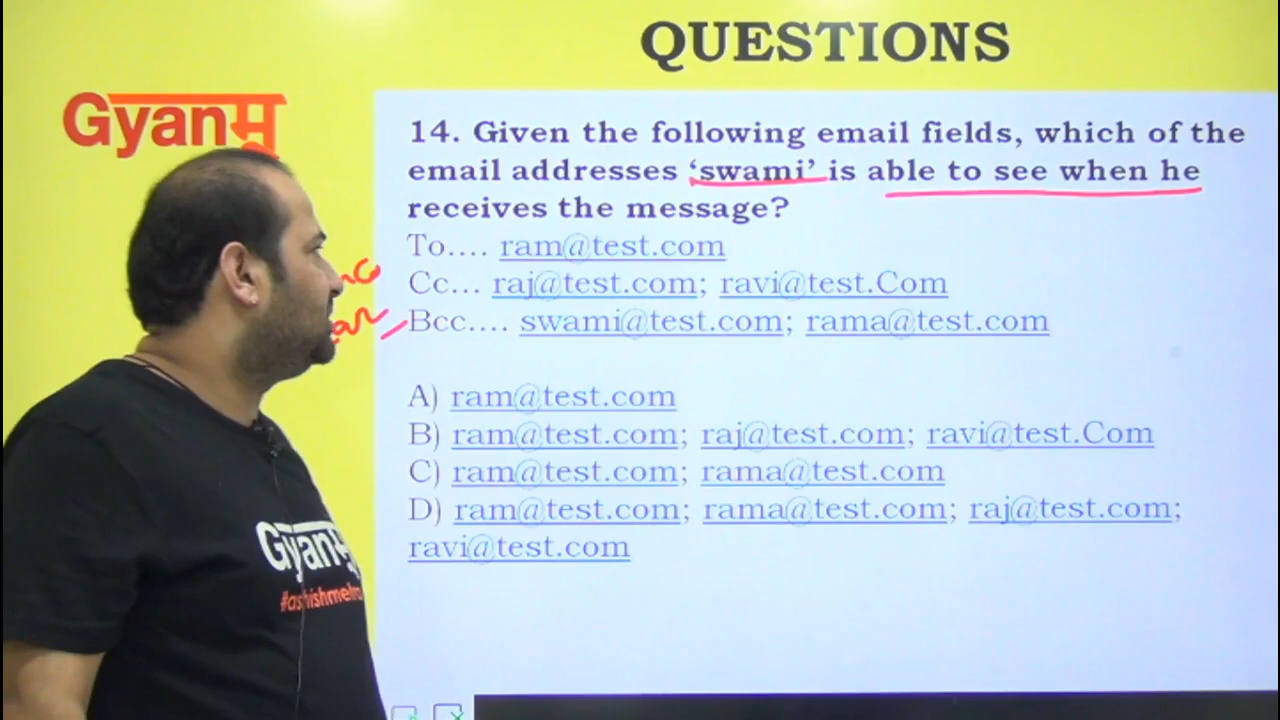 QUESTIONS
Gyanम्
14. Given the following email fields, which of the
email addresses ‘swami’ is able to see when he
receives the message?
To.... ram@test.com
Cc... raj@test.com; ravi@test.Com
Bcc.... swami@test.com; rama@test.com
A) ram@test.com
B) ram@test.com; raj@test.com; ravi@test.Com
C) ram@test.com; rama@test.com
D) ram@test.com; rama@test.com; raj@test.com;
ravi@test.com